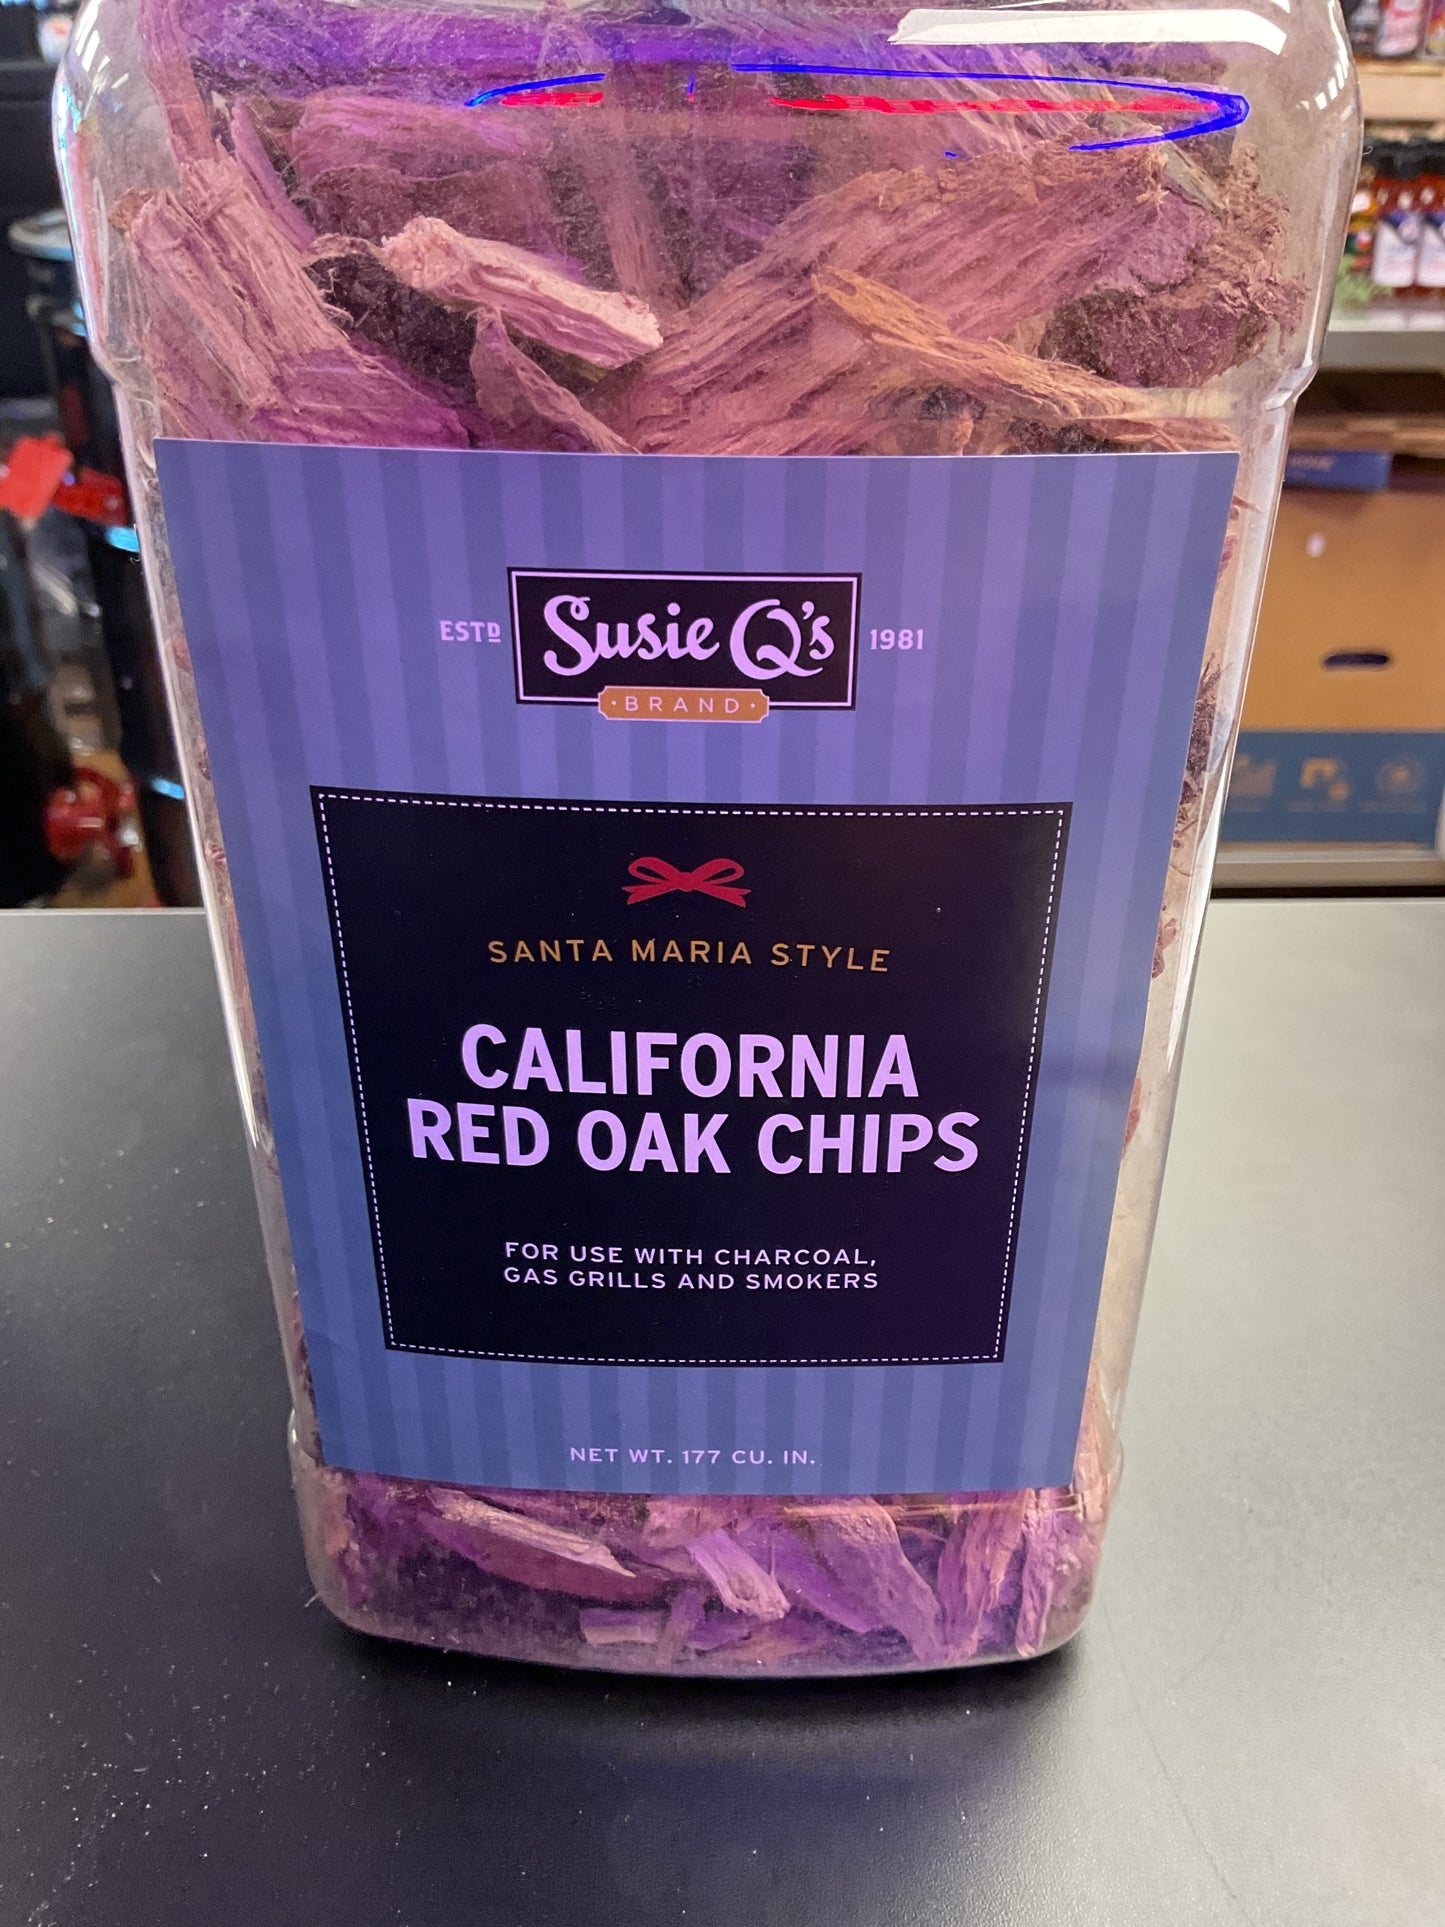 ESTD Susie Q's 1981
·BRAND·
SANTA MARIA STYLE
CALIFORNIA
RED OAK CHIPS
FOR USE WITH CHARCOAL,
GAS GRILLS AND SMOKERS
NET WT. 177 CU. IN.